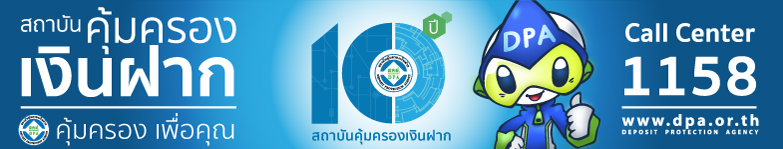 สถาบันคุ้มครอง
เงินฝาก
คุ้มครอง เพื่อคุณ
10 ปี
สถาบันคุ้มครองเงินฝาก
DPA
Call Center
1158
www.dpa.or.th
DEPOSIT PROTECTION AGENCY